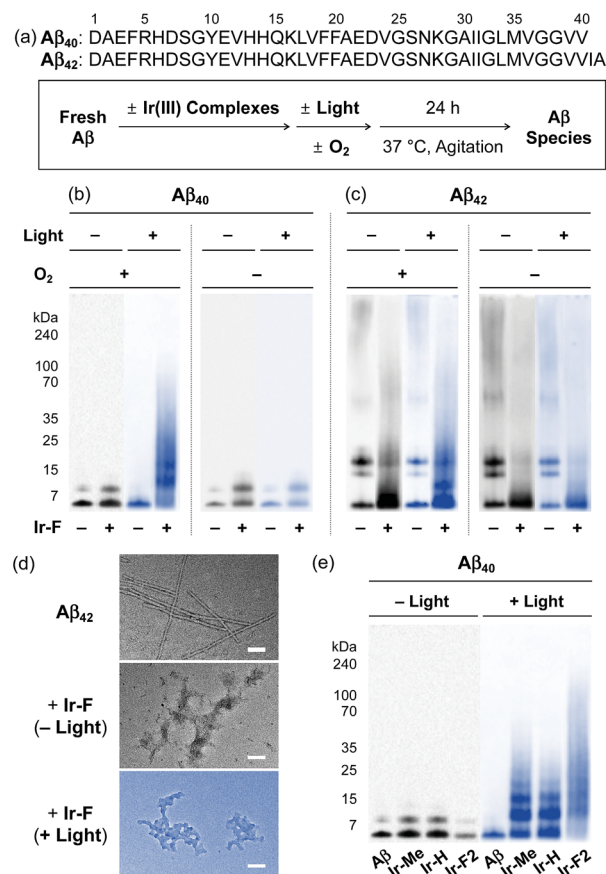 1 5 10 15 20 25 30 35 40
(a) Aβ40: DAEFRHDSGYEVHHQKLVFFAEDVGSNKGAIIGLMVGGVV
Aβ42: DAEFRHDSGYEVHHQKLVFFAEDVGSNKGAIIGLMVGGVVIA
Fresh Aβ
± Ir(III) Complexes
± Light
± O2
24 h
37 °C, Agitation
Aβ Species
(b) Aβ40 (c) Aβ42
Light – + – + – + – +
O2 + – + –
kDa
240
100
70
35
25
15
7
Ir-F – + – + – + – + – + – + – + – +
(d)
Aβ42
+ Ir-F
(– Light)
+ Ir-F
(+ Light)
(e) Aβ40
– Light + Light
kDa
240
100
70
35
25
15
7
Aβ Ir-Me Ir-H Ir-F2 Aβ Ir-Me Ir-H Ir-F2